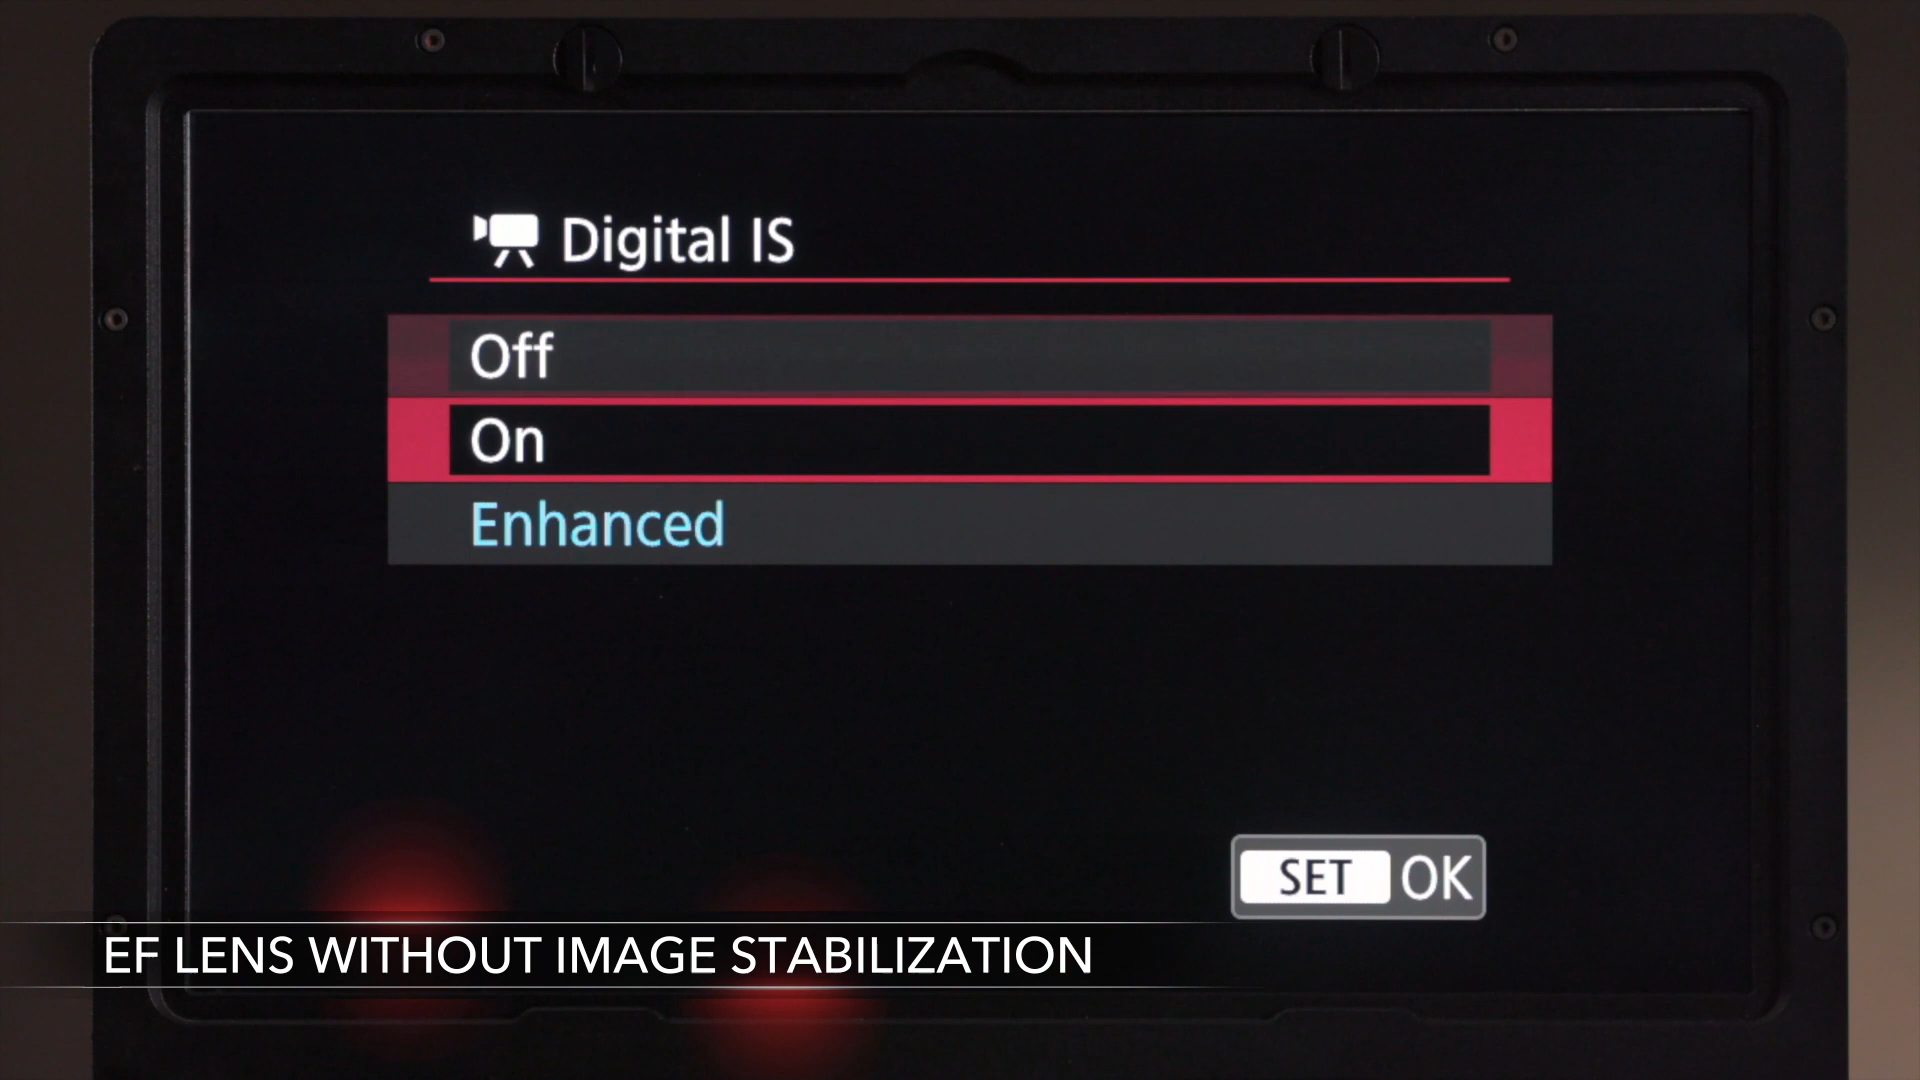 Digital IS
Off
On
Enhanced
SET OK
EF LENS WITHOUT IMAGE STABILIZATION